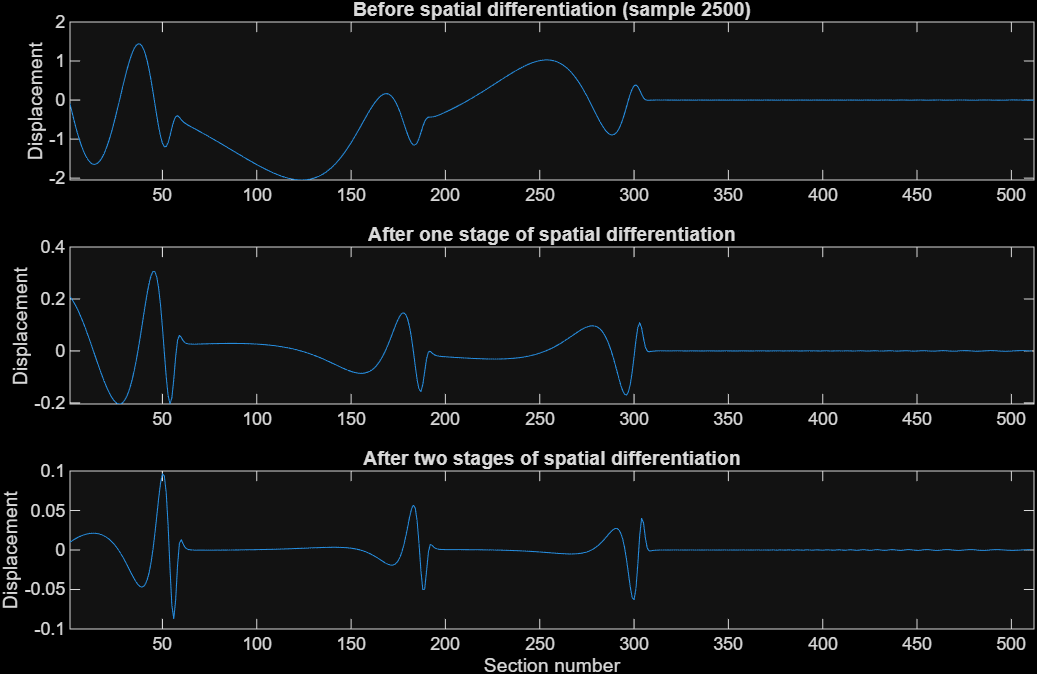 Before spatial differentiation (sample 2500)
Displacement
2
1
0
-1
-2
50 100 150 200 250 300 350 400 450 500
After one stage of spatial differentiation
Displacement
0.4
0.2
0
-0.2
50 100 150 200 250 300 350 400 450 500
After two stages of spatial differentiation
Displacement
0.1
0.05
0
-0.05
-0.1
50 100 150 200 250 300 350 400 450 500
Section number